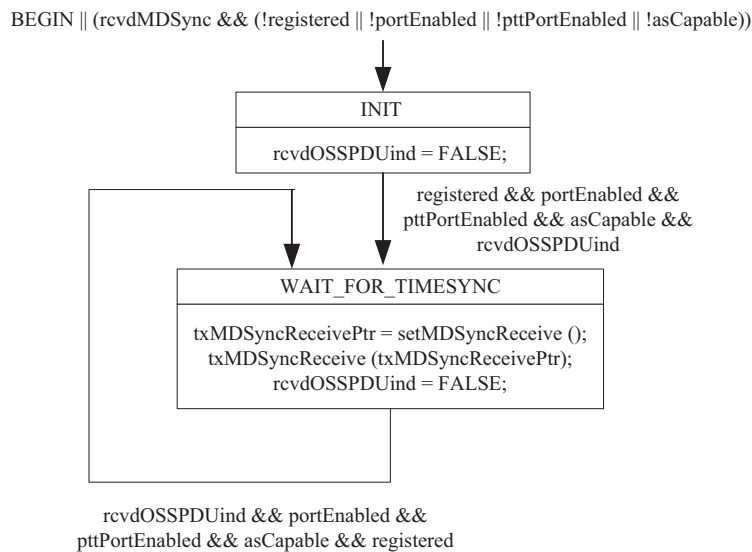 BEGIN || (rcvdMDSync && (!registered || !portEnabled || !pttPortEnabled || !asCapable))
INIT
rcvdOSSPDUind = FALSE;
registered && portEnabled &&
pttPortEnabled && asCapable &&
rcvdOSSPDUind
WAIT_FOR_TIMESYNC
txMDSyncReceivePtr = setMDSyncReceive ();
txMDSyncReceive (txMDSyncReceivePtr);
rcvdOSSPDUind = FALSE;
rcvdOSSPDUind && portEnabled &&
pttPortEnabled && asCapable && registered